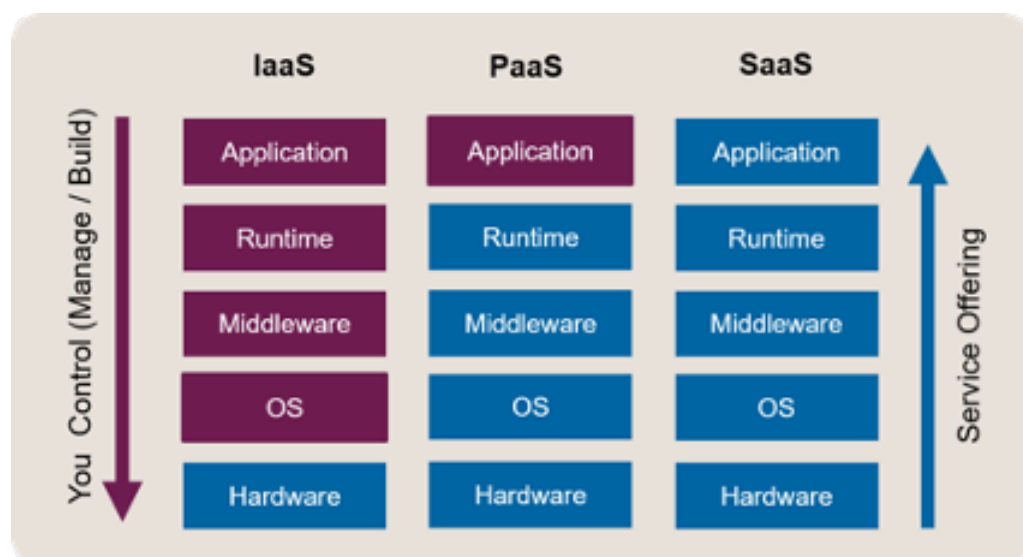 IaaS PaaS SaaS
You Control (Manage / Build)
Application Application Application
Runtime Runtime Runtime
Middleware Middleware Middleware
OS OS OS
Hardware Hardware Hardware
Service Offering